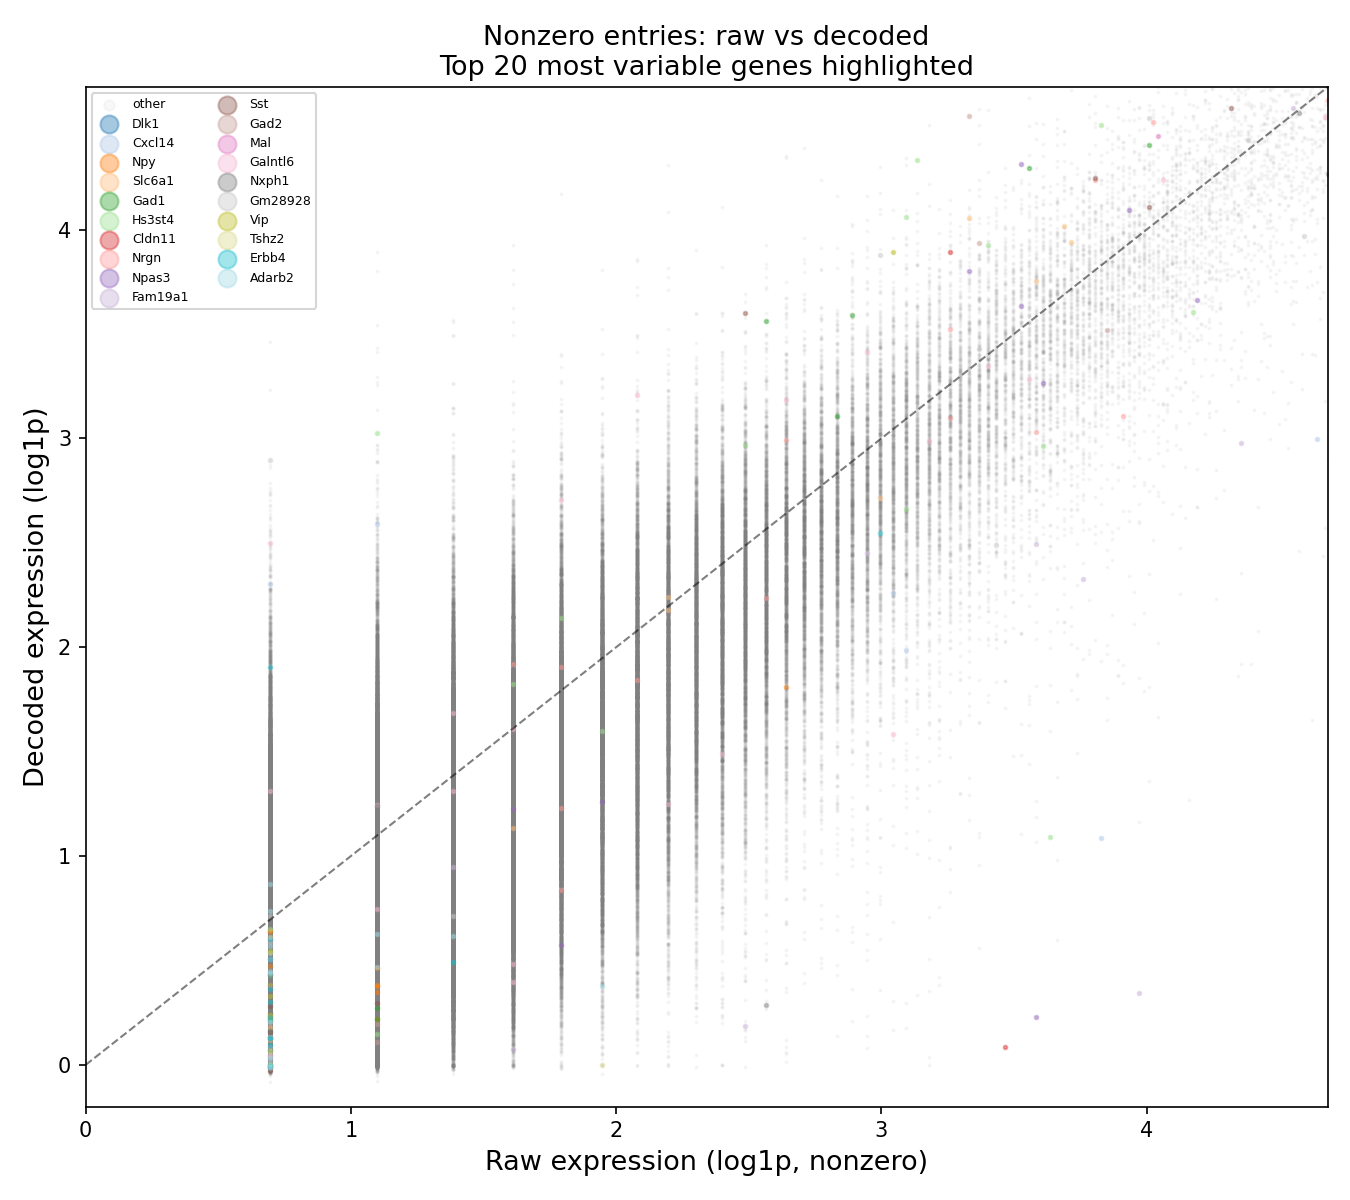 Nonzero entries: raw vs decoded
Top 20 most variable genes highlighted
other
Dlk1
Cxcl14
Npy
Slc6a1
Gad1
Hs3st4
Cldn11
Nrgn
Npas3
Fam19a1
Sst
Gad2
Mal
Galntl6
Nxph1
Gm28928
Vip
Tshz2
Erbb4
Adarb2
Decoded expression (log1p)
4
3
2
1
0
0 1 2 3 4
Raw expression (log1p, nonzero)